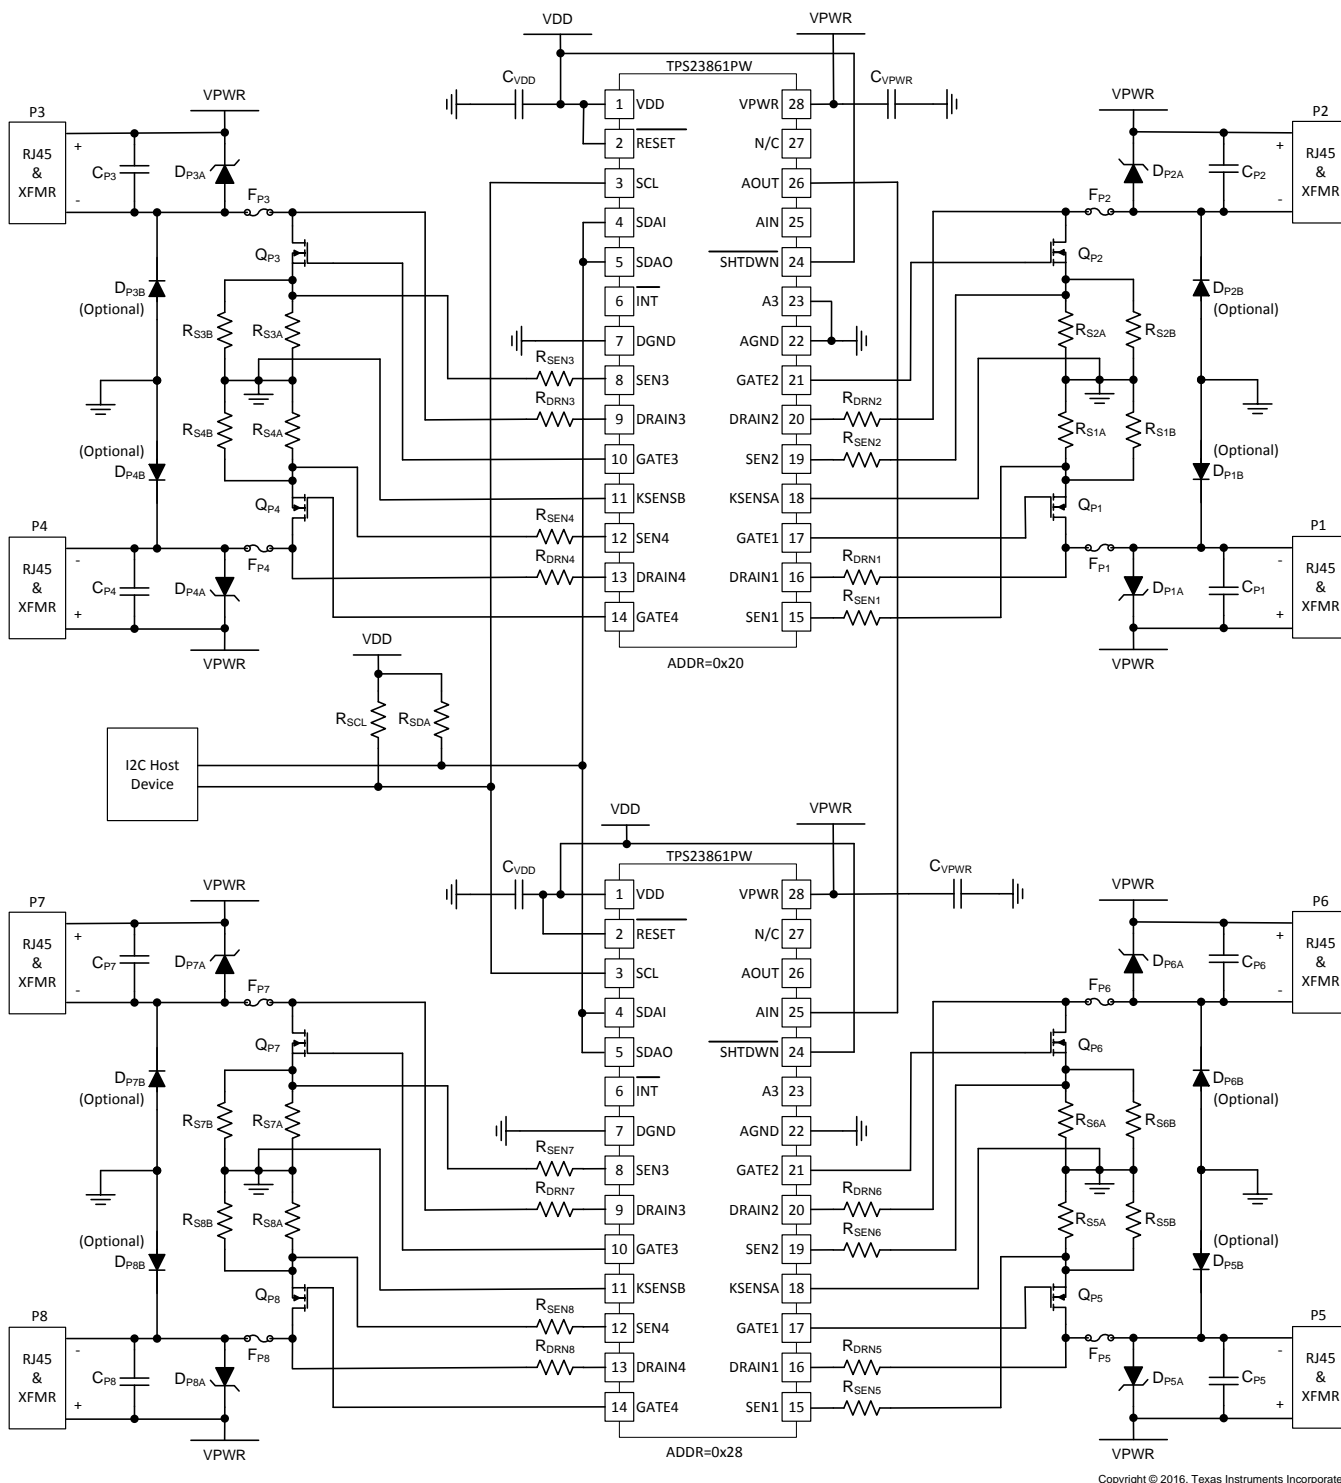 VDD
VPWR
TPS23861PW
CVDD
CVPWR
1 VDD
2 RESET
3 SCL
4 SDAI
5 SDAO
6 INT
7 DGND
8 SEN3
9 DRAIN3
10 GATE3
11 KSENSB
12 SEN4
13 DRAIN4
14 GATE4
VPWR 28
N/C 27
AOUT 26
AIN 25
SHTDWN 24
A3 23
AGND 22
GATE2 21
DRAIN2 20
SEN2 19
KSENSA 18
GATE1 17
DRAIN1 16
SEN1 15
ADDR=0x20
P3
RJ45
&
XFMR
+
-
VPWR
CP3
DP3A
FP3
QP3
DP3B
(Optional)
RS3B
RS3A
RSEN3
RDRN3
RS4B
RS4A
(Optional)
DP4B
QP4
RSEN4
RDRN4
P4
RJ45
&
XFMR
-
+
CP4
DP4A
FP4
VPWR
P2
RJ45
&
XFMR
+
-
VPWR
DP2A
CP2
FP2
QP2
DP2B
(Optional)
RS2A
RS2B
RDRN2
RSEN2
RS1A
RS1B
(Optional)
DP1B
QP1
RDRN1
RSEN1
P1
RJ45
&
XFMR
-
+
FP1
DP1A
CP1
VPWR
VDD
RSCL
RSDA
I2C Host
Device
VDD
VPWR
TPS23861PW
CVDD
CVPWR
1 VDD
2 RESET
3 SCL
4 SDAI
5 SDAO
6 INT
7 DGND
8 SEN3
9 DRAIN3
10 GATE3
11 KSENSB
12 SEN4
13 DRAIN4
14 GATE4
VPWR 28
N/C 27
AOUT 26
AIN 25
SHTDWN 24
A3 23
AGND 22
GATE2 21
DRAIN2 20
SEN2 19
KSENSA 18
GATE1 17
DRAIN1 16
SEN1 15
ADDR=0x28
P7
RJ45
&
XFMR
+
-
VPWR
CP7
DP7A
FP7
QP7
DP7B
(Optional)
RS7B
RS7A
RSEN7
RDRN7
RS8B
RS8A
(Optional)
DP8B
QP8
RSEN8
RDRN8
P8
RJ45
&
XFMR
-
+
CP8
DP8A
FP8
VPWR
P6
RJ45
&
XFMR
+
-
VPWR
DP6A
CP6
FP6
QP6
DP6B
(Optional)
RS6A
RS6B
RDRN6
RSEN6
RS5A
RS5B
(Optional)
DP5B
QP5
RDRN5
RSEN5
P5
RJ45
&
XFMR
-
+
FP5
DP5A
CP5
VPWR
Copyright © 2016, Texas Instruments Incorporate